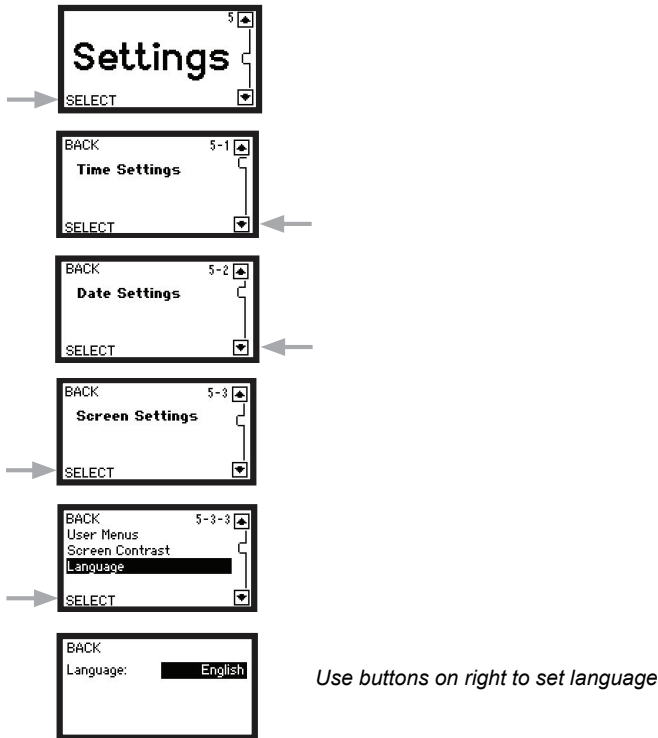 5
Settings
SELECT
BACK 5-1
Time Settings
SELECT
BACK 5-2
Date Settings
SELECT
BACK 5-3
Screen Settings
SELECT
BACK 5-3-3
User Menus
Screen Contrast
Language
SELECT
BACK
Language: English
Use buttons on right to set language